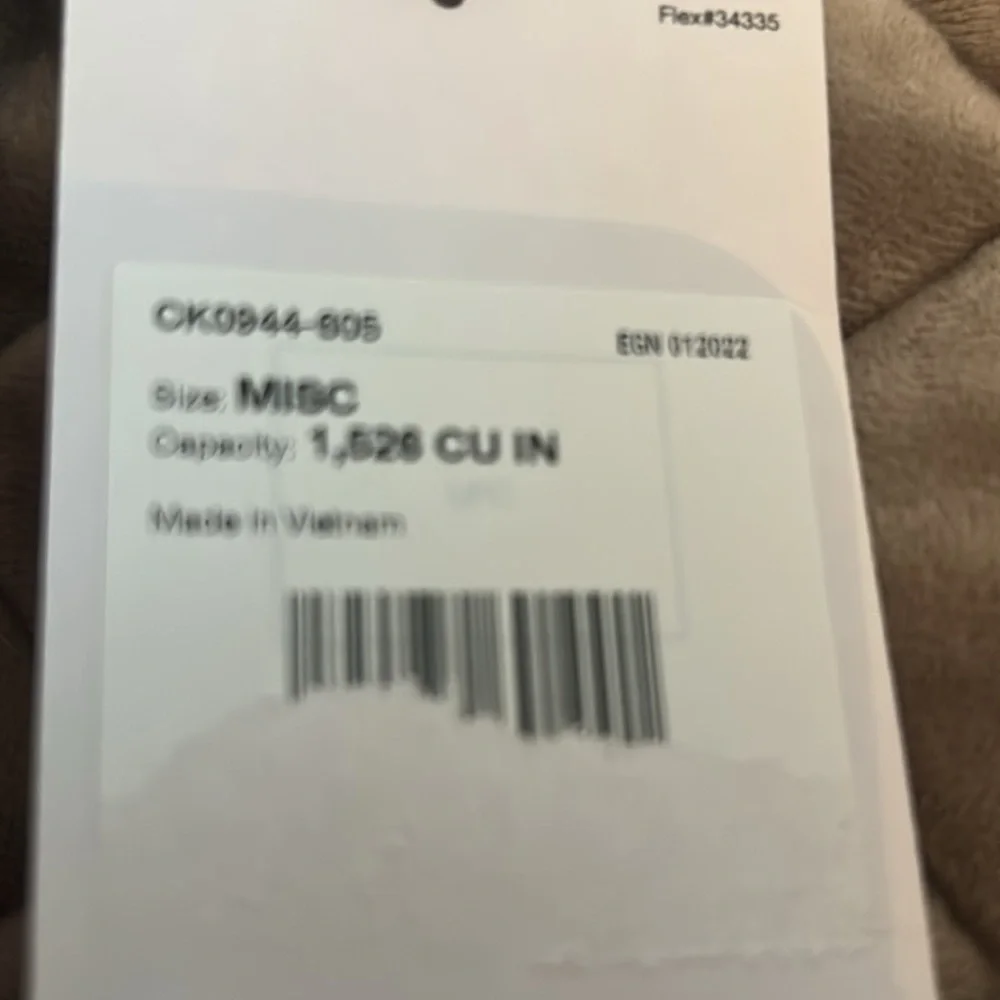 Flex#34335
CK0944-605
EGN 012022
Size: MISC
Capacity: 1,526 CU IN
Made in Vietnam